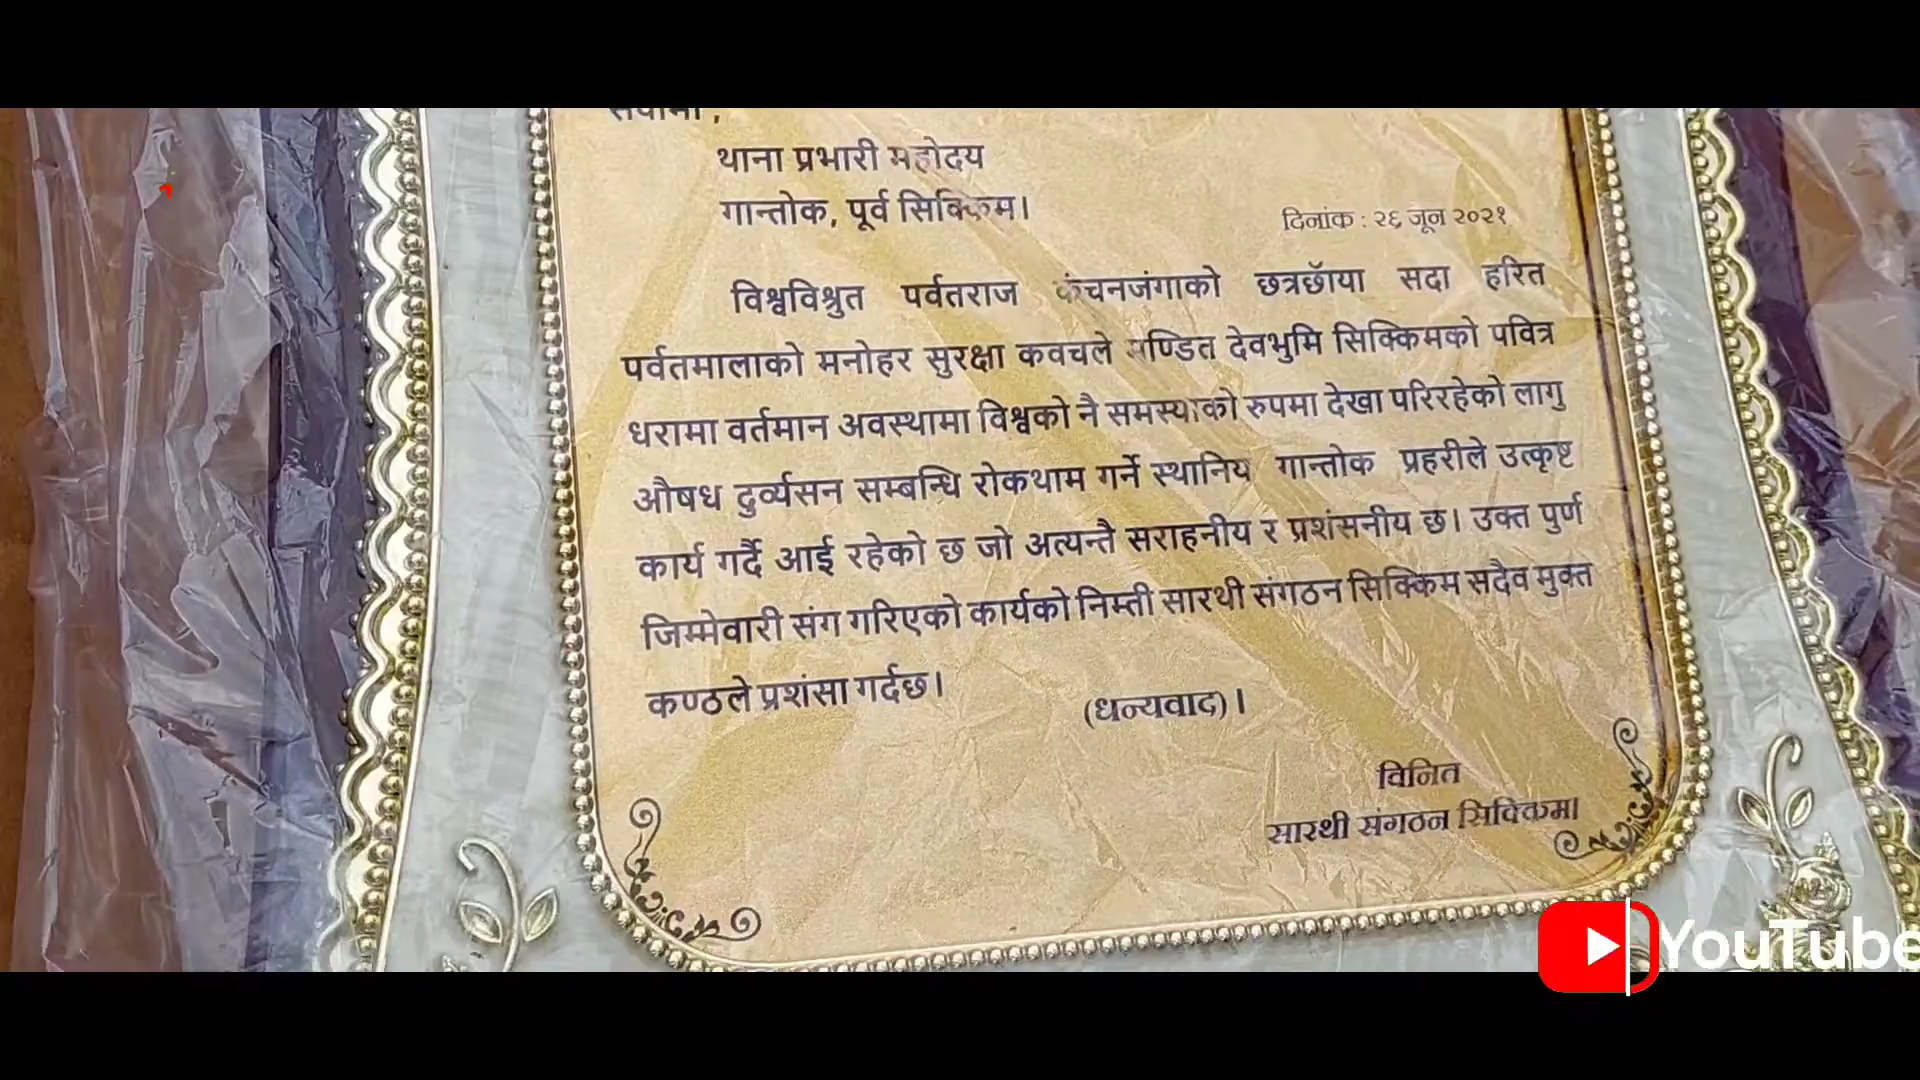 थाना प्रभारी महोदय
गान्तोक, पूर्व सिक्किम।
दिनांक : २६ जून २०२१
विश्वविश्रुत पर्वतराज कंचनजंगाको छत्रछाँया सदा हरित
पर्वतमालाको मनोहर सुरक्षा कवचले मण्डित देवभुमि सिक्किमको पवित्र
धरामा वर्तमान अवस्थामा विश्वको नै समस्याको रुपमा देखा परिरहेको लागु
औषध दुर्व्यसन सम्बन्धि रोकथाम गर्ने स्थानिय गान्तोक प्रहरीले उत्कृष्ट
कार्य गर्दै आई रहेको छ जो अत्यन्तै सराहनीय र प्रशंसनीय छ। उक्त पुर्ण
जिम्मेवारी संग गरिएको कार्यको निम्ती सारथी संगठन सिक्किम सदैव मुक्त
कण्ठले प्रशंसा गर्दछ।
(धन्यवाद)।
विनित
सारथी संगठन सिक्किम।
YouTube